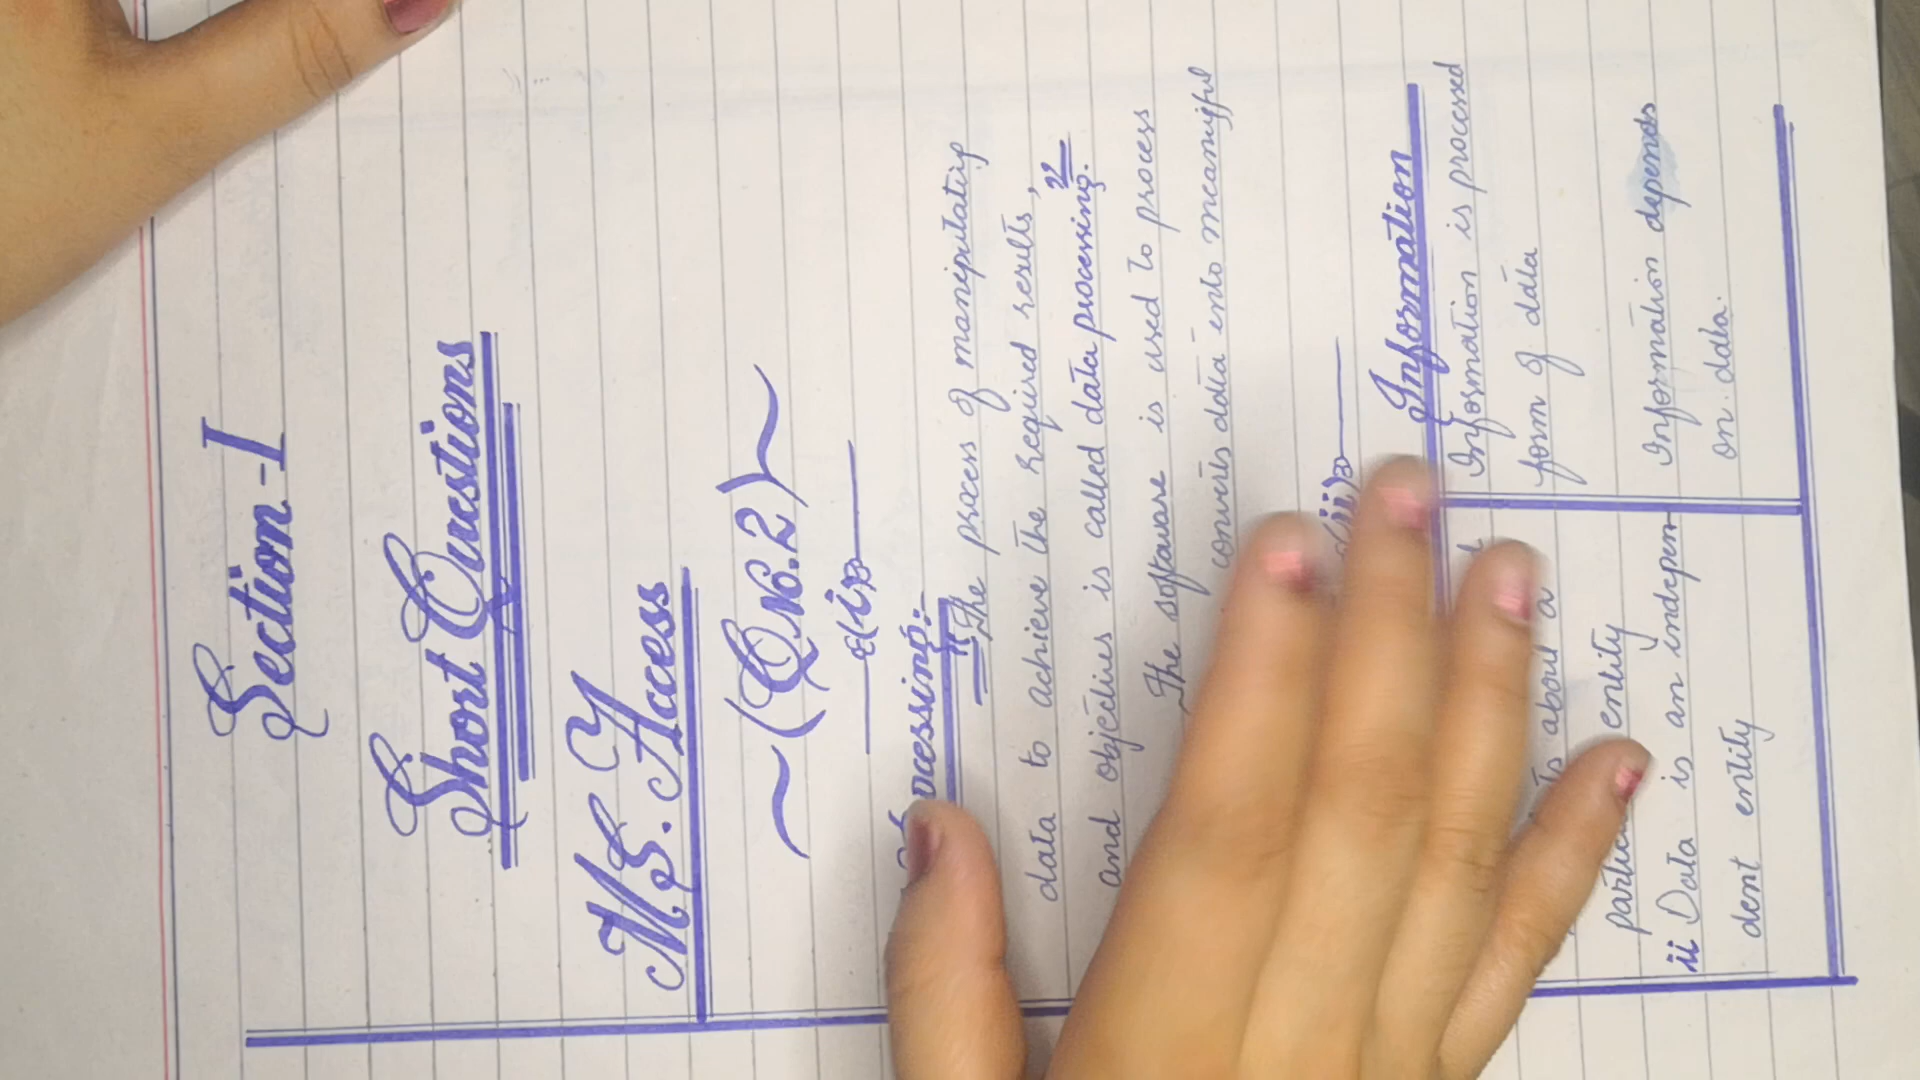 Section-I
Short Questions
M.S. Access
(Q.No.2)
(i)
ocessing:-
"The process of manipulating
data to achieve the required results,
and objectives is called data processing."
The software is used to process
converts data into meaningful
(ii)
Information
about a
entity
ii Data is an indepen
dent entity
Information is processed
form of data
Information depends
on data.